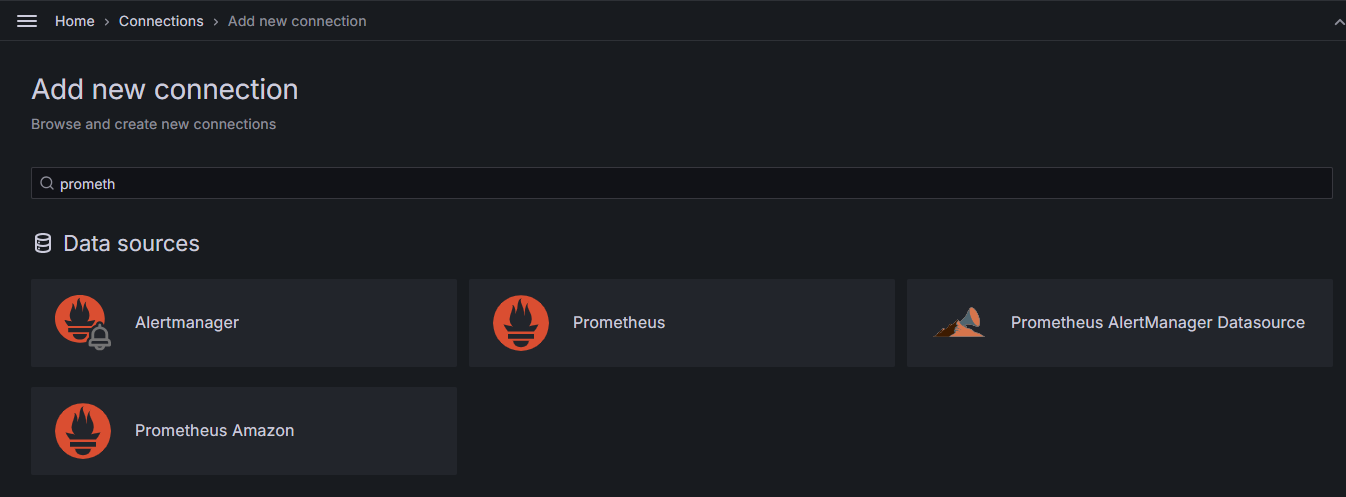 Home › Connections › Add new connection
Add new connection
Browse and create new connections
prometh
Data sources
Alertmanager
Prometheus
Prometheus AlertManager Datasource
Prometheus Amazon